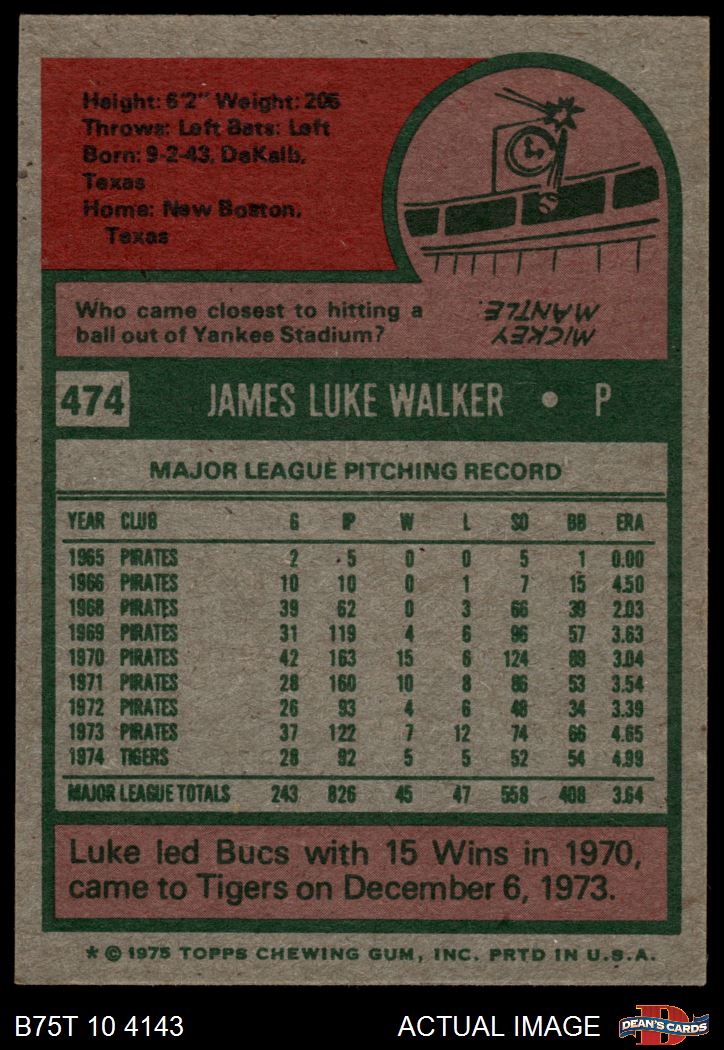 Height: 6'2" Weight: 206
Throws: Left Bats: Left
Born: 9-2-43, DeKalb,
Texas
Home: New Boston,
Texas
Who came closest to hitting a
ball out of Yankee Stadium?
MICKEY
MANTLE.
474 JAMES LUKE WALKER • P
MAJOR LEAGUE PITCHING RECORD
YEAR CLUB G IP W L SO BB ERA
1965 PIRATES 2 5 0 0 5 1 0.00
1966 PIRATES 10 10 0 1 7 15 4.50
1968 PIRATES 39 62 0 3 66 39 2.03
1969 PIRATES 31 119 4 6 96 57 3.63
1970 PIRATES 42 163 15 6 124 89 3.04
1971 PIRATES 28 160 10 8 86 53 3.54
1972 PIRATES 26 93 4 6 48 34 3.39
1973 PIRATES 37 122 7 12 74 66 4.65
1974 TIGERS 28 92 5 5 52 54 4.99
MAJOR LEAGUE TOTALS 243 826 45 47 558 408 3.64
Luke led Bucs with 15 Wins in 1970,
came to Tigers on December 6, 1973.
* © 1975 TOPPS CHEWING GUM, INC. PRTD IN U.S.A.
B75T 10 4143 ACTUAL IMAGE D DEAN'S CARDS